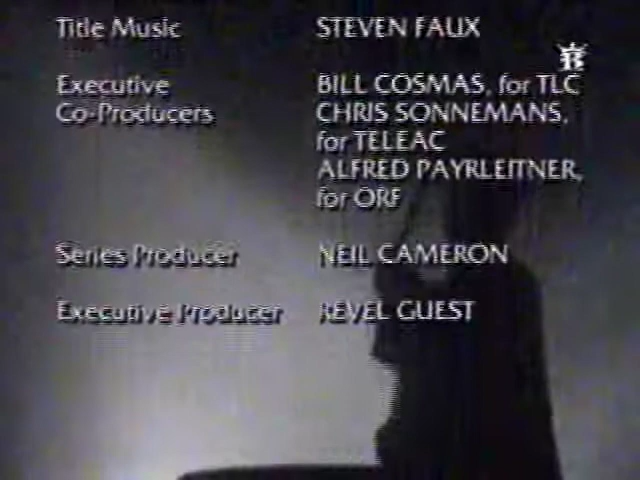 Title Music STEVEN FAUX
Executive BILL COSMAS, for TLC
Co-Producers CHRIS SONNEMANS,
for TELEAC
ALFRED PAYRLEITNER,
for ORF
Series Producer NEIL CAMERON
Executive Producer REVEL GUEST